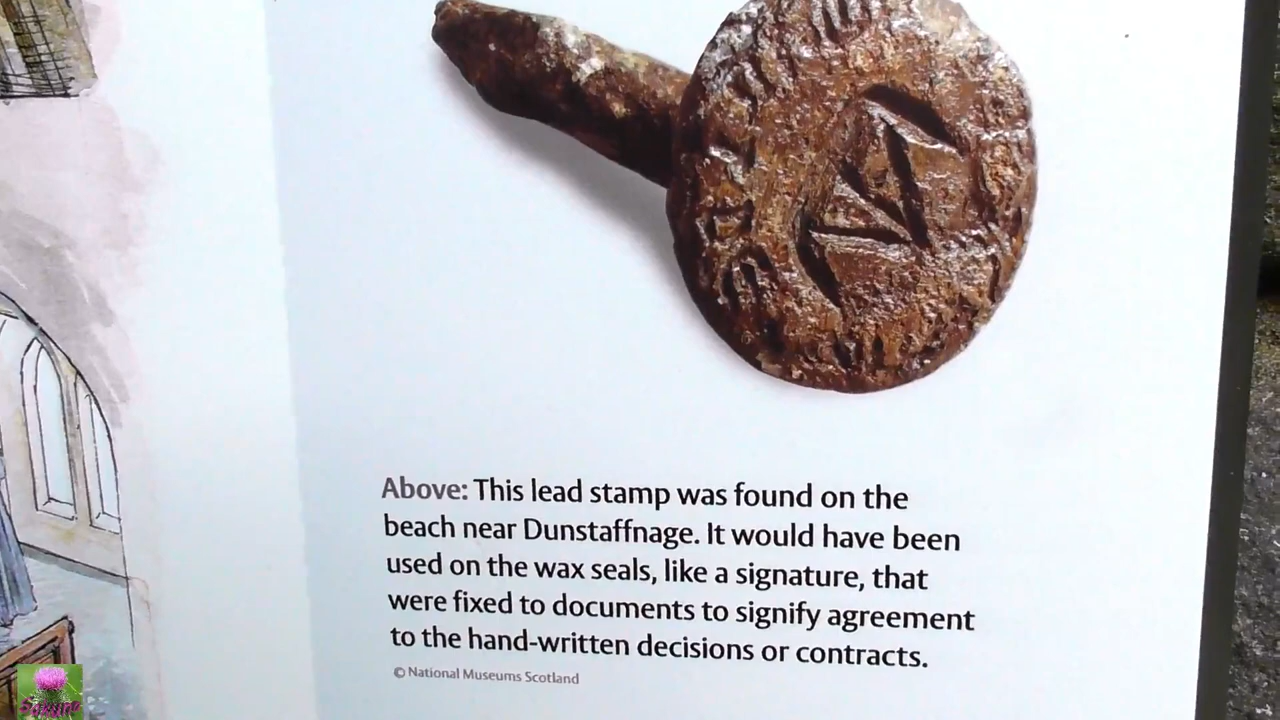 Above: This lead stamp was found on the
beach near Dunstaffnage. It would have been
used on the wax seals, like a signature, that
were fixed to documents to signify agreement
to the hand-written decisions or contracts.
© National Museums Scotland